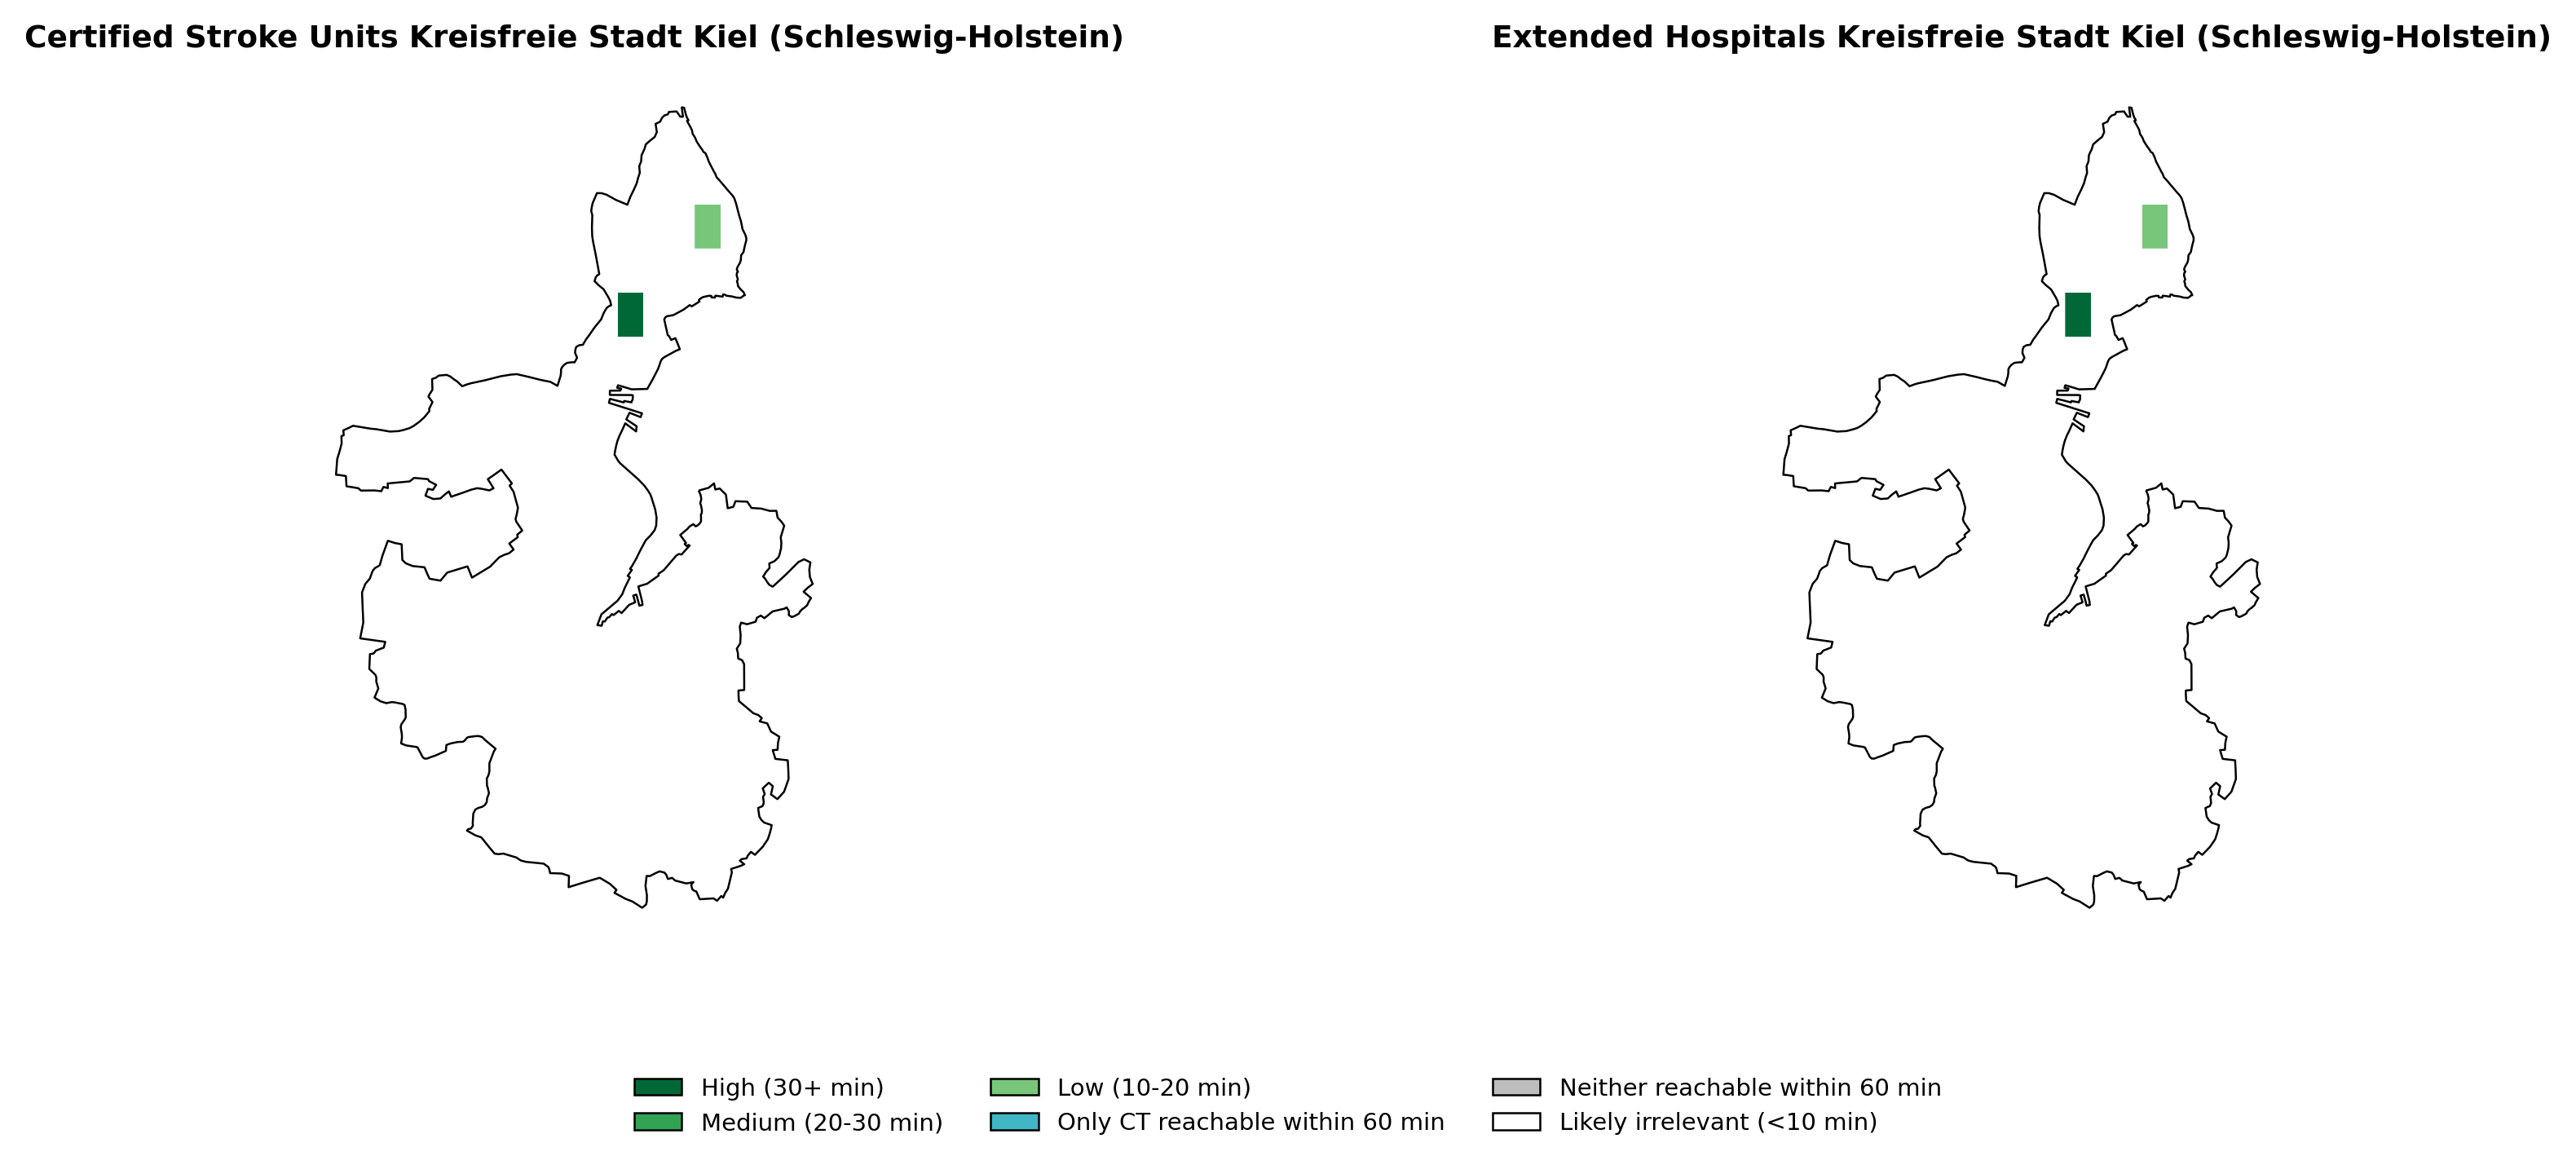 Certified Stroke Units Kreisfreie Stadt Kiel (Schleswig-Holstein)
Extended Hospitals Kreisfreie Stadt Kiel (Schleswig-Holstein)
High (30+ min)
Medium (20-30 min)
Low (10-20 min)
Only CT reachable within 60 min
Neither reachable within 60 min
Likely irrelevant (<10 min)